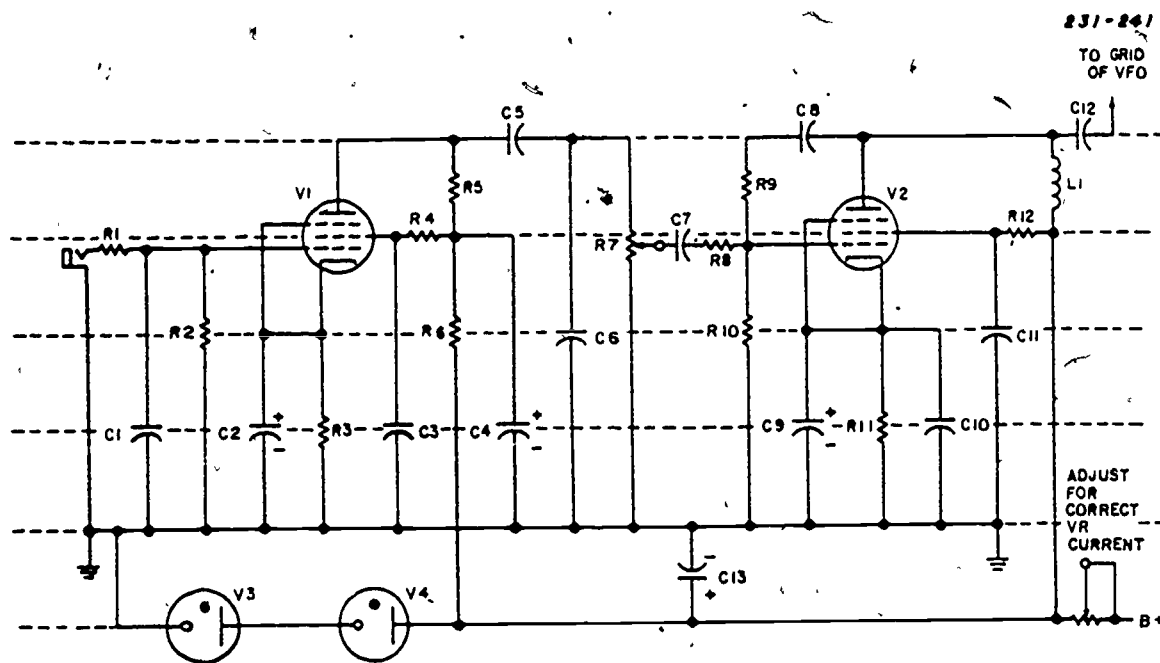 231-241
TO GRID
OF VFO
C5
C8
C12
V1
R5
R9
V2
L1
R1
R4
R7
C7
R8
R12
R2
R6
C6
R10
C11
C1
C2
+
-
R3
C3
C4
+
-
C9
+
-
R11
C10
ADJUST
FOR
CORRECT
VR
CURRENT
-
C13
+
V3
V4
B+